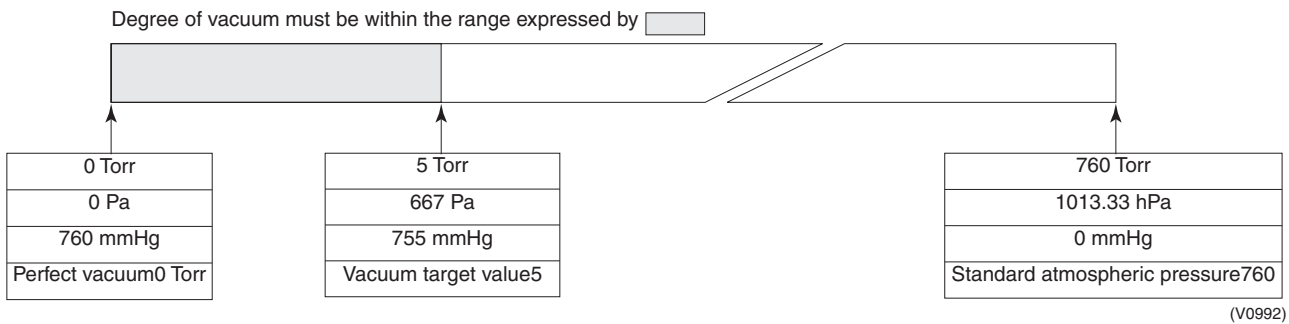 Degree of vacuum must be within the range expressed by
0 Torr
0 Pa
760 mmHg
Perfect vacuum0 Torr
5 Torr
667 Pa
755 mmHg
Vacuum target value5
760 Torr
1013.33 hPa
0 mmHg
Standard atmospheric pressure760
(V0992)